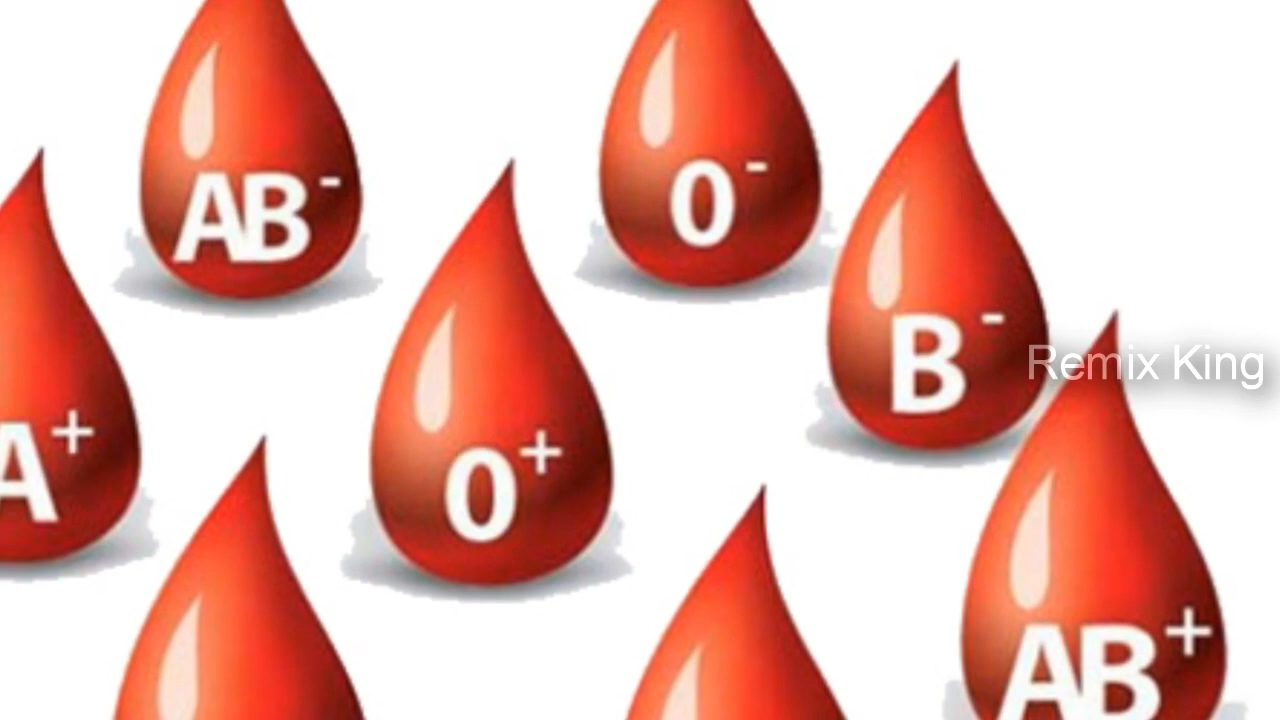 AB-
O-
B-
Remix King
A+
O+
AB+